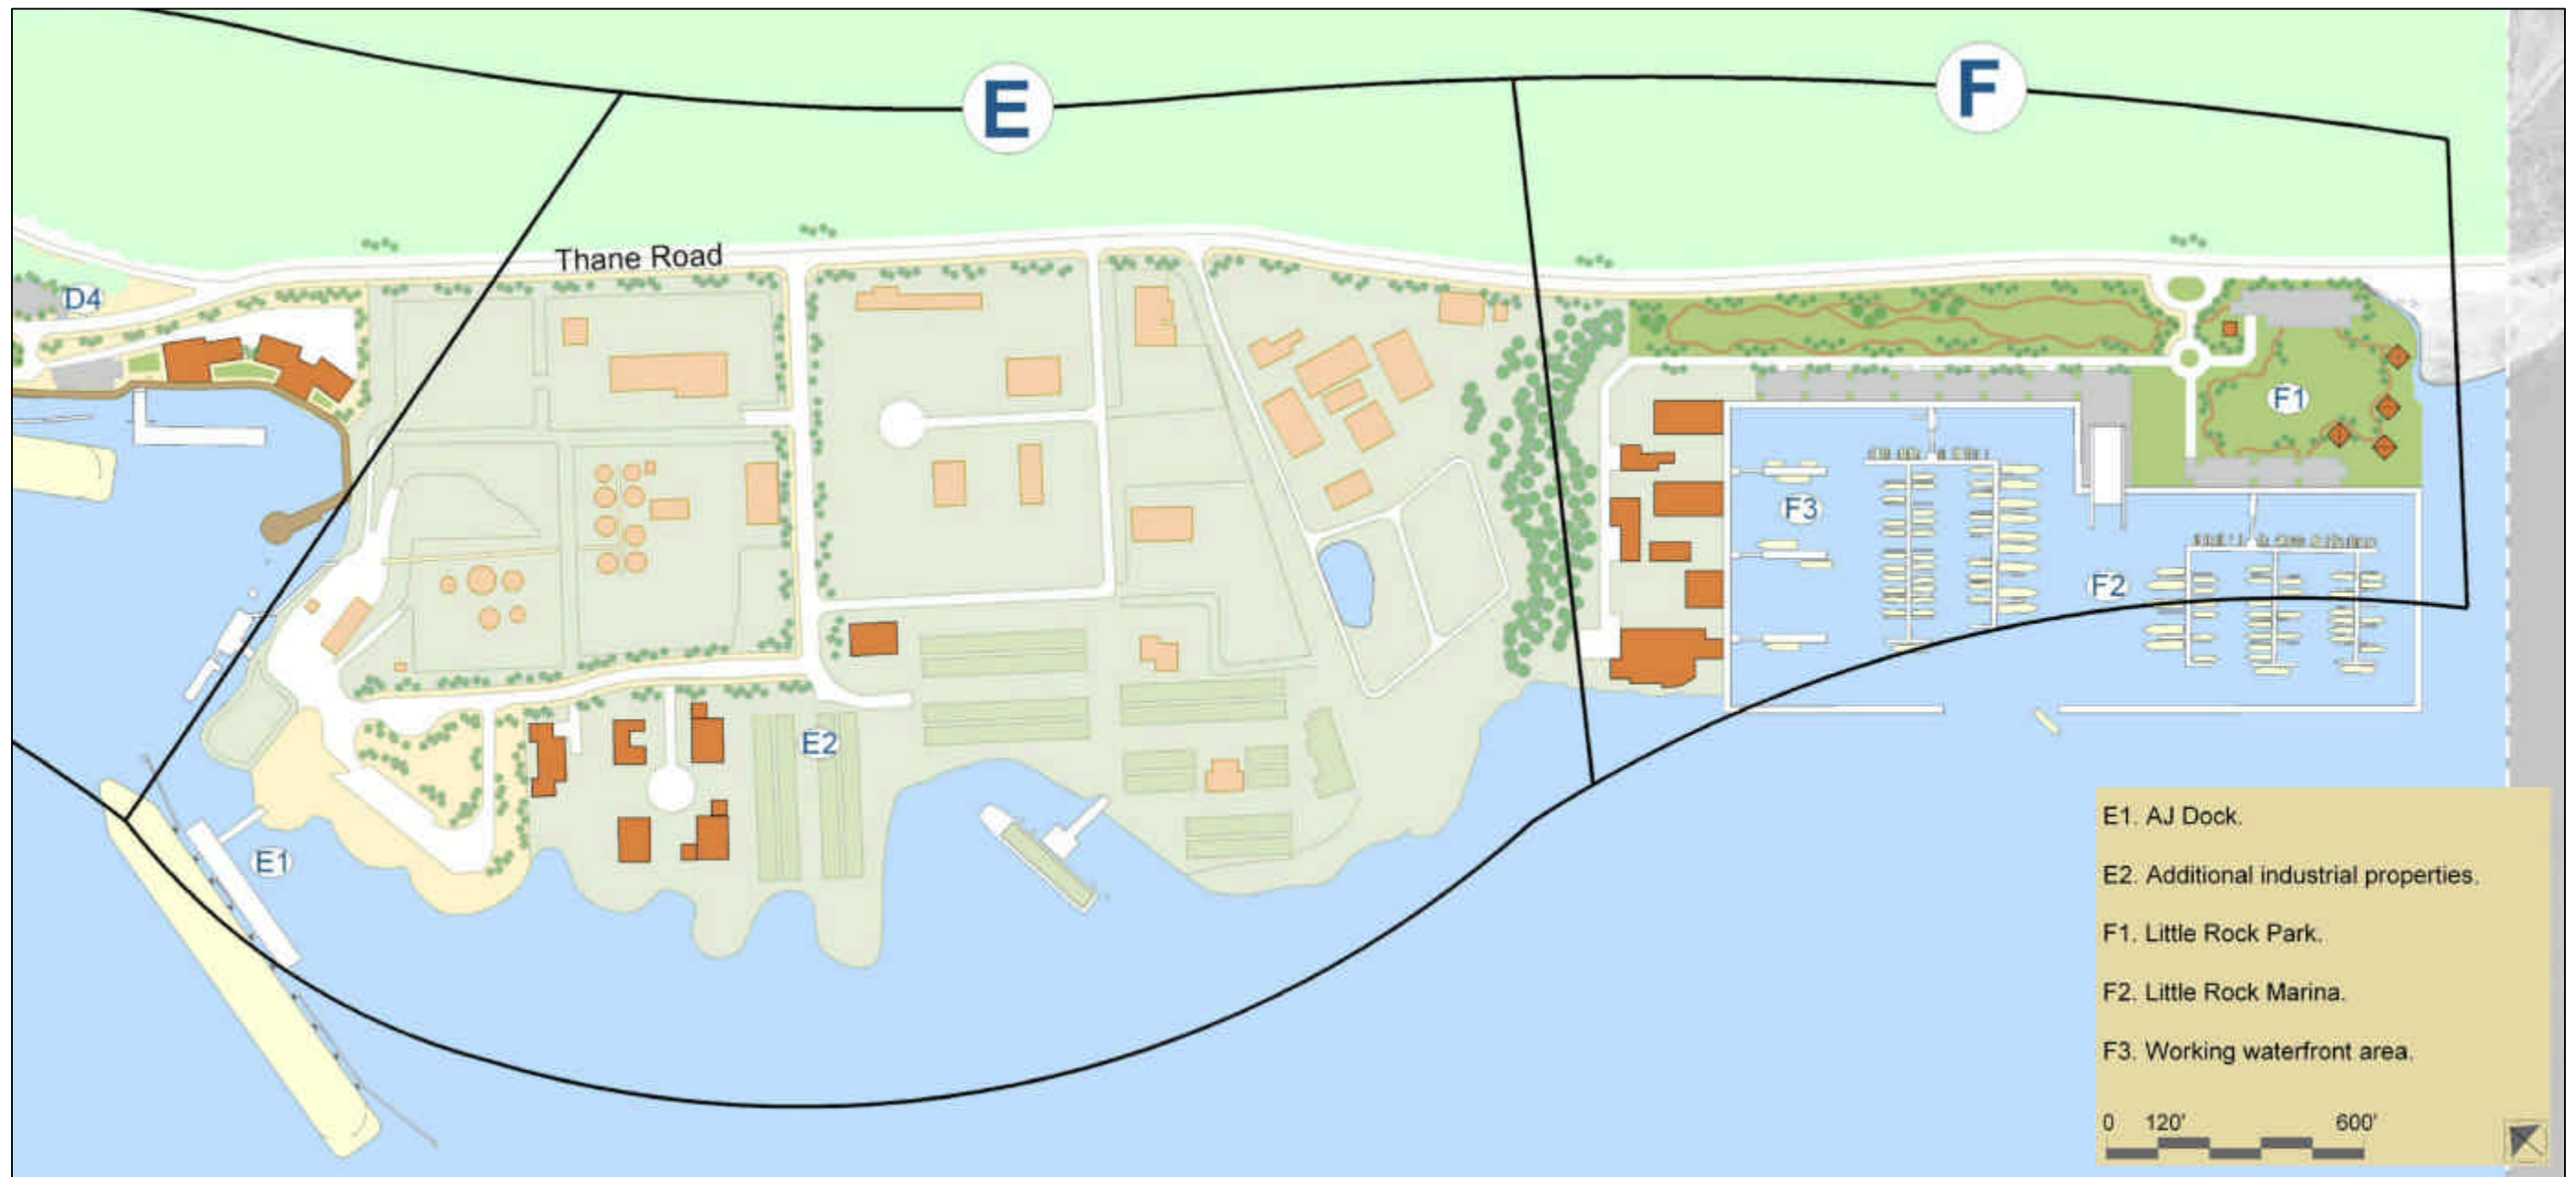 E
F
Thane Road
D4
F1
F3
F2
E2
E1
E1. AJ Dock.
E2. Additional industrial properties.
F1. Little Rock Park.
F2. Little Rock Marina.
F3. Working waterfront area.
0 120' 600'